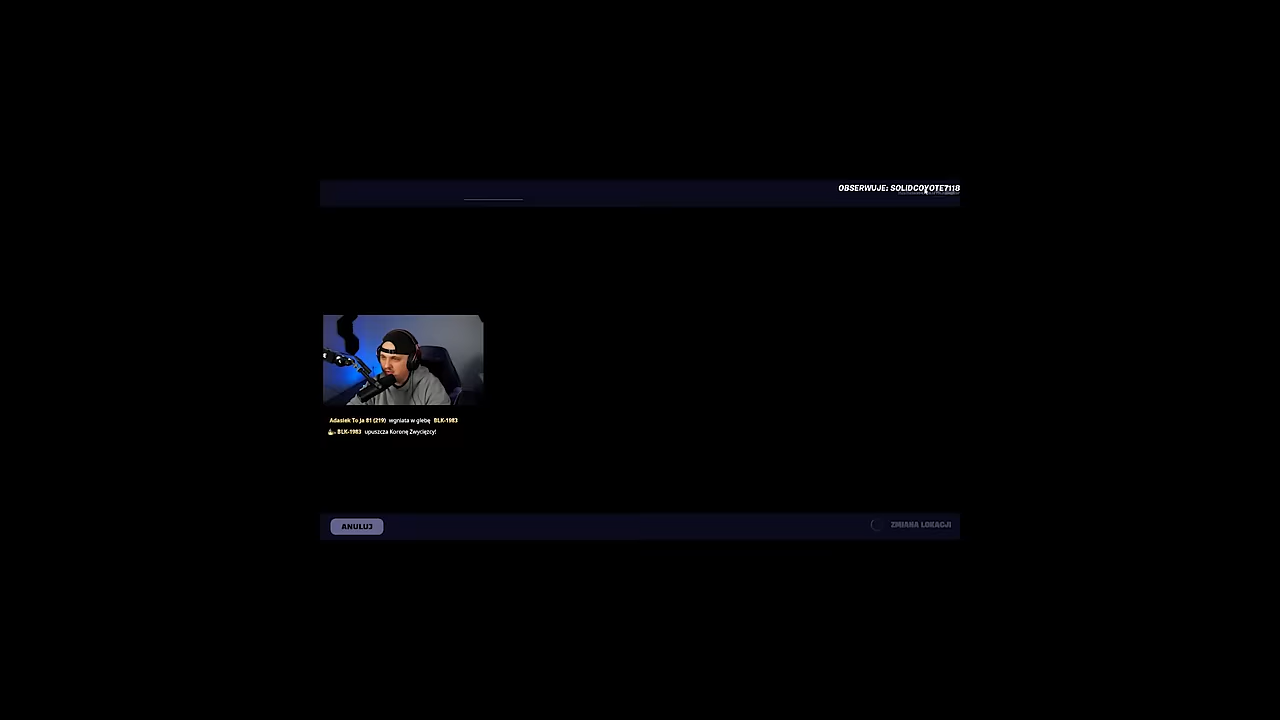 OBSERWUJE: SOLIDCOYOTE7118
Adasiek To Ja 81 (219) wgniata w glebę BLK-1983
BLK-1983 upuszcza Koronę Zwycięzcy!
ANULUJ
ZMIANA LOKACJI